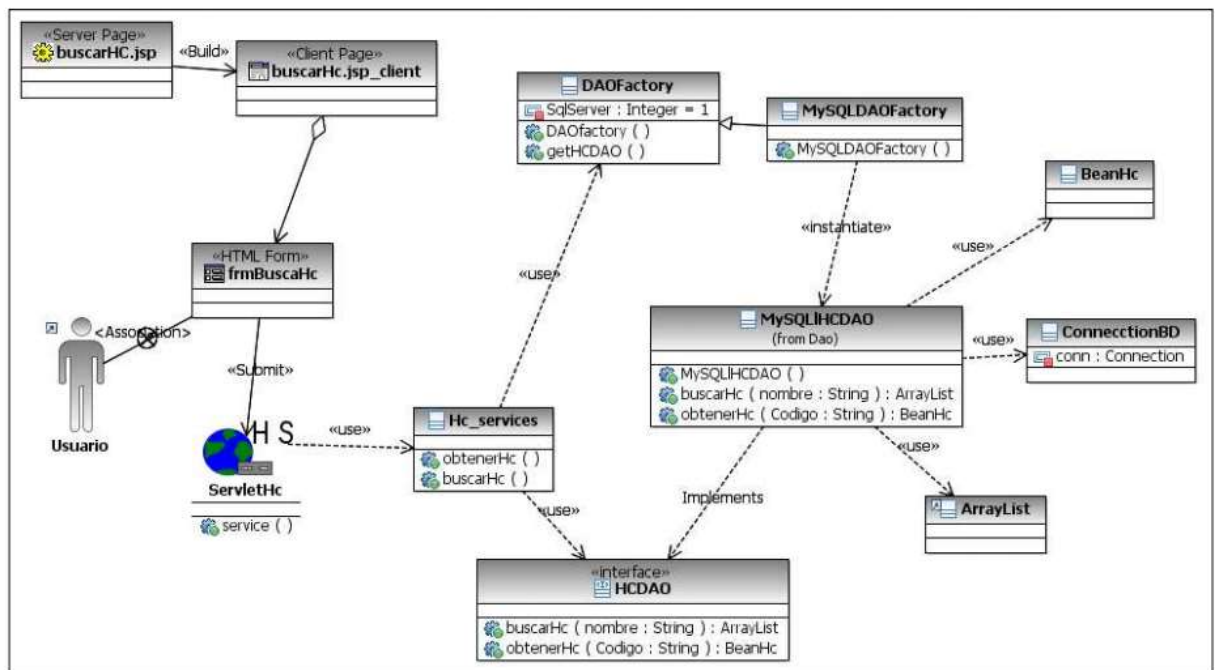 «Server Page»
buscarHC.jsp
«Build»
«Client Page»
buscarHc.jsp_client
DAOFactory
SqlServer : Integer = 1
DAOfactory ( )
getHCDAO ( )
MySQLDAOFactory
MySQLDAOFactory ( )
BeanHc
«instantiate»
«use»
«HTML Form»
frmBuscaHc
«use»
<Association>
Usuario
«Submit»
MySQLlHCDAO
(from Dao)
MySQLlHCDAO ( )
buscarHc ( nombre : String ) : ArrayList
obtenerHc ( Codigo : String ) : BeanHc
«use»
ConnecctionBD
conn : Connection
H S
ServletHc
service ( )
«use»
Hc_services
obtenerHc ( )
buscarHc ( )
«use»
Implements
«use»
ArrayList
«interface»
HCDAO
buscarHc ( nombre : String ) : ArrayList
obtenerHc ( Codigo : String ) : BeanHc